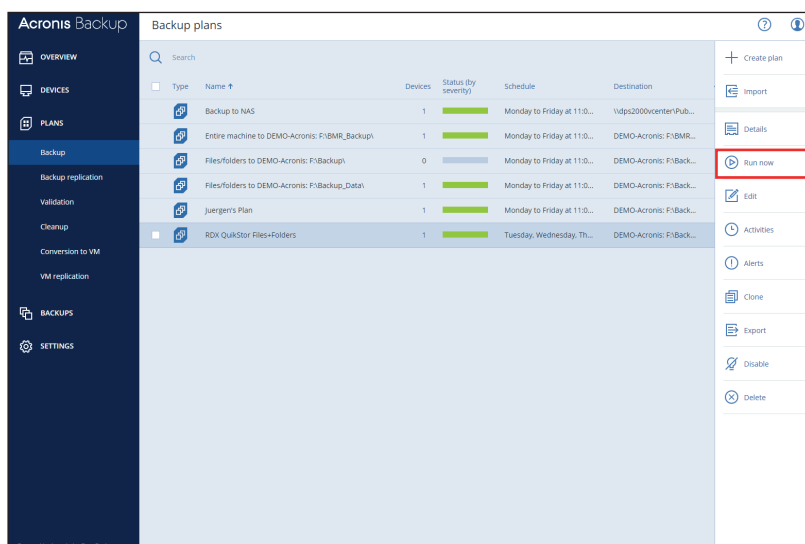 Acronis Backup
Backup plans
OVERVIEW
DEVICES
PLANS
Backup
Backup replication
Validation
Cleanup
Conversion to VM
VM replication
BACKUPS
SETTINGS
Search
Type Name Devices Status (by severity) Schedule Destination
Backup to NAS 1 Monday to Friday at 11:0... \\dps2000vcenter\Pub...
Entire machine to DEMO-Acronis: F:\BMR_Backup\ 1 Monday to Friday at 11:0... DEMO-Acronis: F:\BMR...
Files/folders to DEMO-Acronis: F:\Backup\ 0 Monday to Friday at 11:0... DEMO-Acronis: F:\Back...
Files/folders to DEMO-Acronis: F:\Backup_Data\ 1 Monday to Friday at 11:0... DEMO-Acronis: F:\Back...
Juergen's Plan 1 Monday to Friday at 11:0... DEMO-Acronis: F:\Back...
RDX QuikStor Files+Folders 1 Tuesday, Wednesday, Th... DEMO-Acronis: F:\Back...
Create plan
Import
Details
Run now
Edit
Activities
Alerts
Clone
Export
Disable
Delete